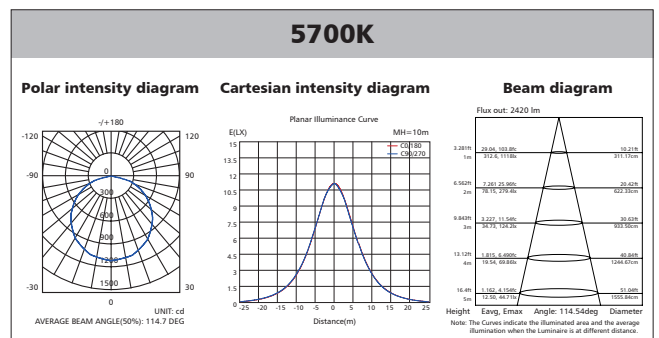 5700K
Polar intensity diagram
Cartesian intensity diagram
Beam diagram
-/+180
-120
120
-90
90
-30
30
0
0
300
600
900
1200
1500
UNIT: cd
AVERAGE BEAM ANGLE(50%): 114.7 DEG
Planar Illuminance Curve
E(LX)
MH=10m
C0/180
C90/270
15
13.5
12
10.5
9
7.5
6
4.5
3
1.5
0
-25 -20 -15 -10 -5 0 5 10 15 20 25
Distance(m)
Flux out: 2420 lm
3.281ft 29.04, 103.8fc 10.21ft
1m 312.6, 1118lx 311.17cm
6.562ft 7.261 25.96fc 20.42ft
2m 78.15, 279.4lx 622.33cm
9.843ft 3.227, 11.54fc 30.63ft
3m 34.73, 124.2lx 933.50cm
13.12ft 1.815, 6.490fc 40.84ft
4m 19.54, 69.86lx 1244.67cm
16.4ft 1.162, 4.154fc 51.04ft
5m 12.50, 44.71lx 1555.84cm
Height Eavg, Emax Angle: 114.54deg Diameter
Note: The Curves indicate the illuminated area and the average
illumination when the Luminaire is at different distance.